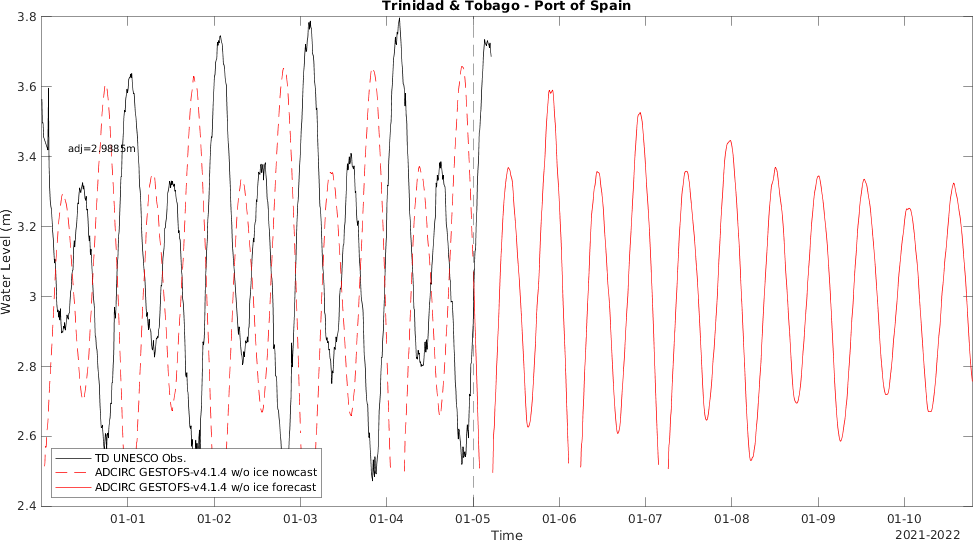 Trinidad & Tobago - Port of Spain
3.8
3.6
3.4
3.2
3
2.8
2.6
2.4
Water Level (m)
adj=2.9885m
TD UNESCO Obs.
ADCIRC GESTOFS-v4.1.4 w/o ice nowcast
ADCIRC GESTOFS-v4.1.4 w/o ice forecast
01-01 01-02 01-03 01-04 01-05 01-06 01-07 01-08 01-09 01-10
Time
2021-2022